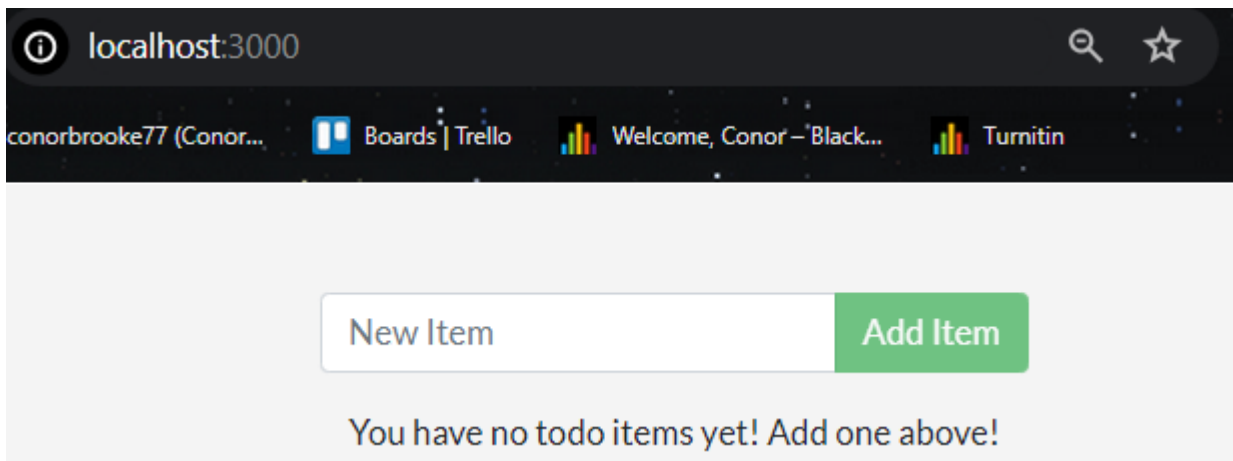 localhost:3000
conorbrooke77 (Conor... Boards | Trello Welcome, Conor – Black... Turnitin
New Item Add Item
You have no todo items yet! Add one above!